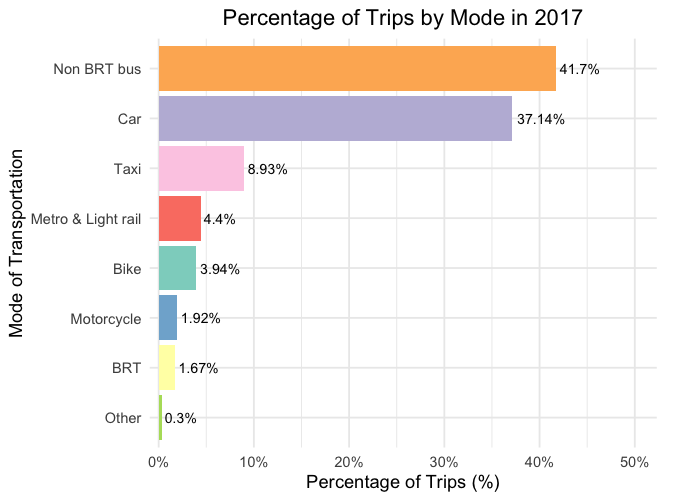 Percentage of Trips by Mode in 2017
Mode of Transportation
Non BRT bus 41.7%
Car 37.14%
Taxi 8.93%
Metro & Light rail 4.4%
Bike 3.94%
Motorcycle 1.92%
BRT 1.67%
Other 0.3%
0% 10% 20% 30% 40% 50%
Percentage of Trips (%)